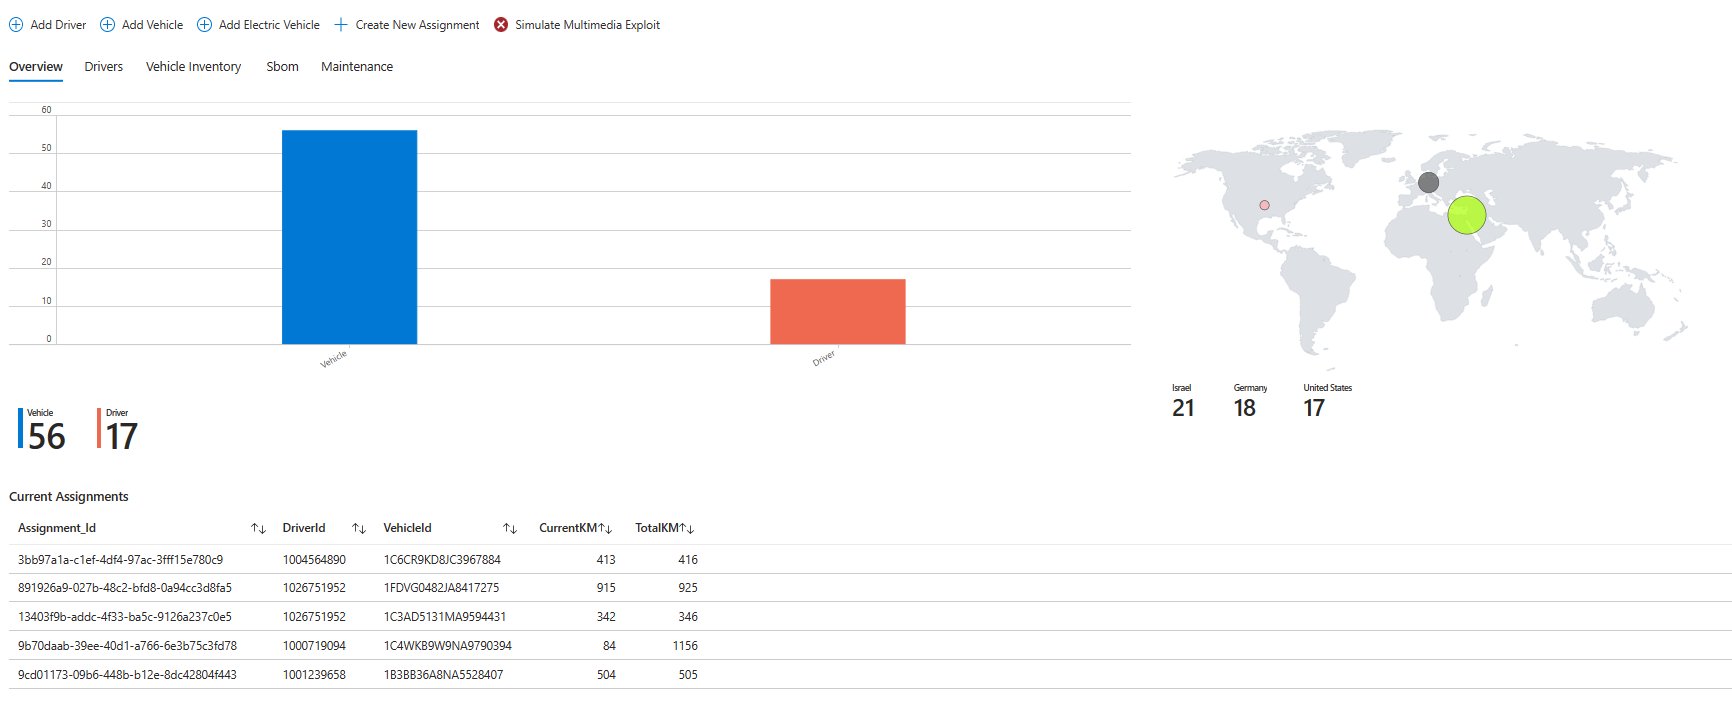 Add Driver Add Vehicle Add Electric Vehicle Create New Assignment Simulate Multimedia Exploit
Overview Drivers Vehicle Inventory Sbom Maintenance
60
50
40
30
20
10
0
Vehicle Driver
Vehicle Driver
56 17
Israel Germany United States
21 18 17
Current Assignments
Assignment_Id DriverId VehicleId CurrentKM TotalKM
3bb97a1a-c1ef-4df4-97ac-3fff15e780c9 1004564890 1C6CR9KD8JC3967884 413 416
891926a9-027b-48c2-bfd8-0a94cc3d8fa5 1026751952 1FDVG0482JA8417275 915 925
13403f9b-addc-4f33-ba5c-9126a237c0e5 1026751952 1C3AD5131MA9594431 342 346
9b70daab-39ee-40d1-a766-6e3b75c3fd78 1000719094 1C4WKB9W9NA9790394 84 1156
9cd01173-09b6-448b-b12e-8dc42804f443 1001239658 1B3BB36A8NA5528407 504 505